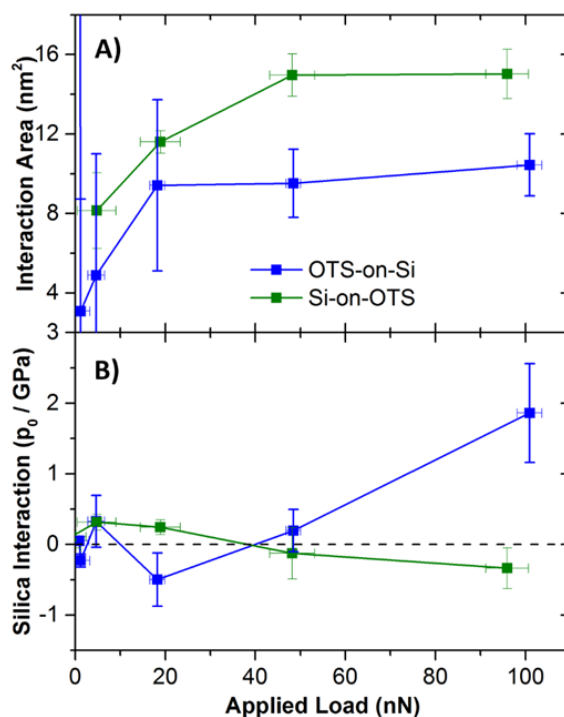 A)
Interaction Area (nm²)
16
12
8
4
3
OTS-on-Si
Si-on-OTS
B)
Silica Interaction (p₀ / GPa)
2
1
0
-1
0
20
40
60
80
100
Applied Load (nN)